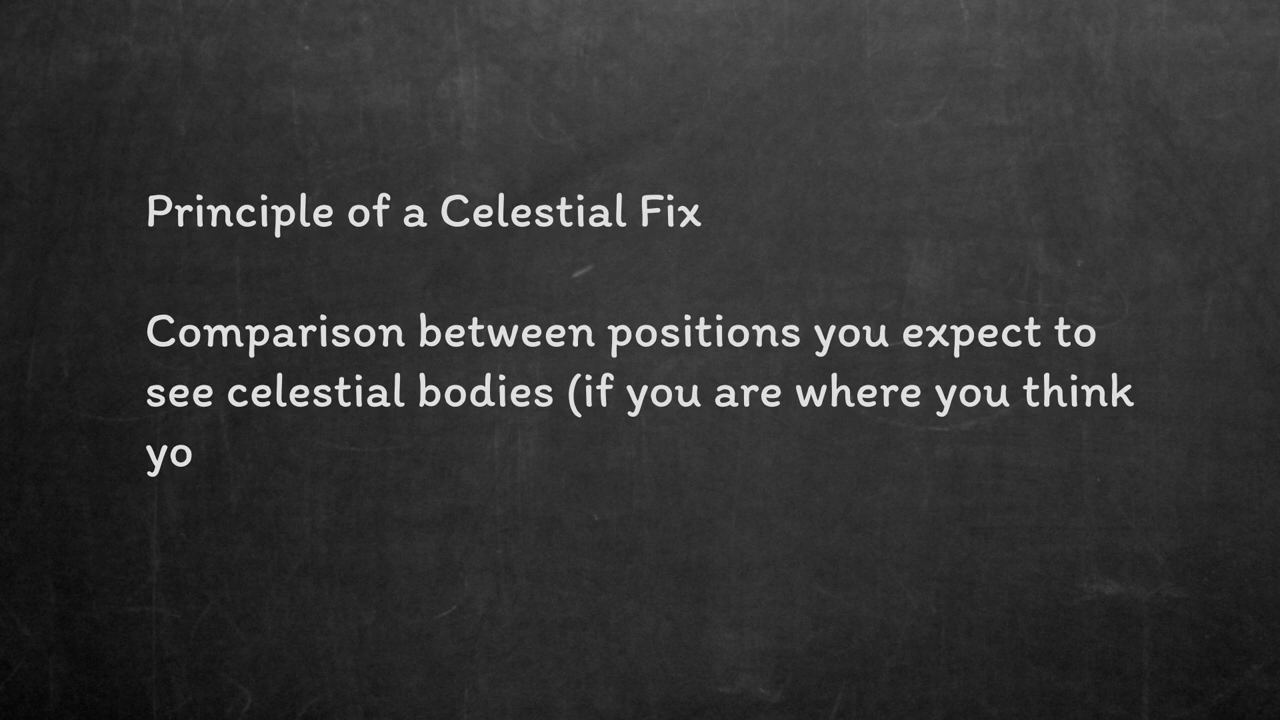 Principle of a Celestial Fix
Comparison between positions you expect to
see celestial bodies (if you are where you think
yo